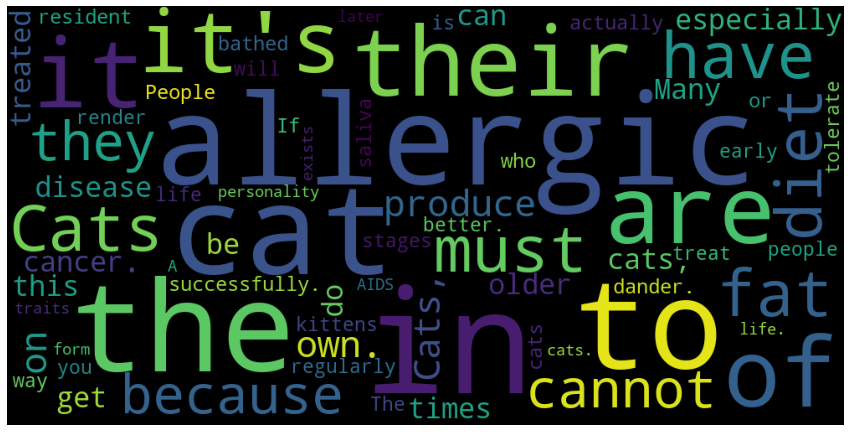 resident it's their is can actually later especially
treated it bathed will have
People Many or
render allergic If saliva exists who diet tolerate
they early
disease life personality produce are people
Cats cat be better. stages must cats, treat
cancer. A
this the successfully. AIDS in Cats, older to dander. fat
traits kittens do own. cats life.
on form you regularly cats. of
way get because The times cannot